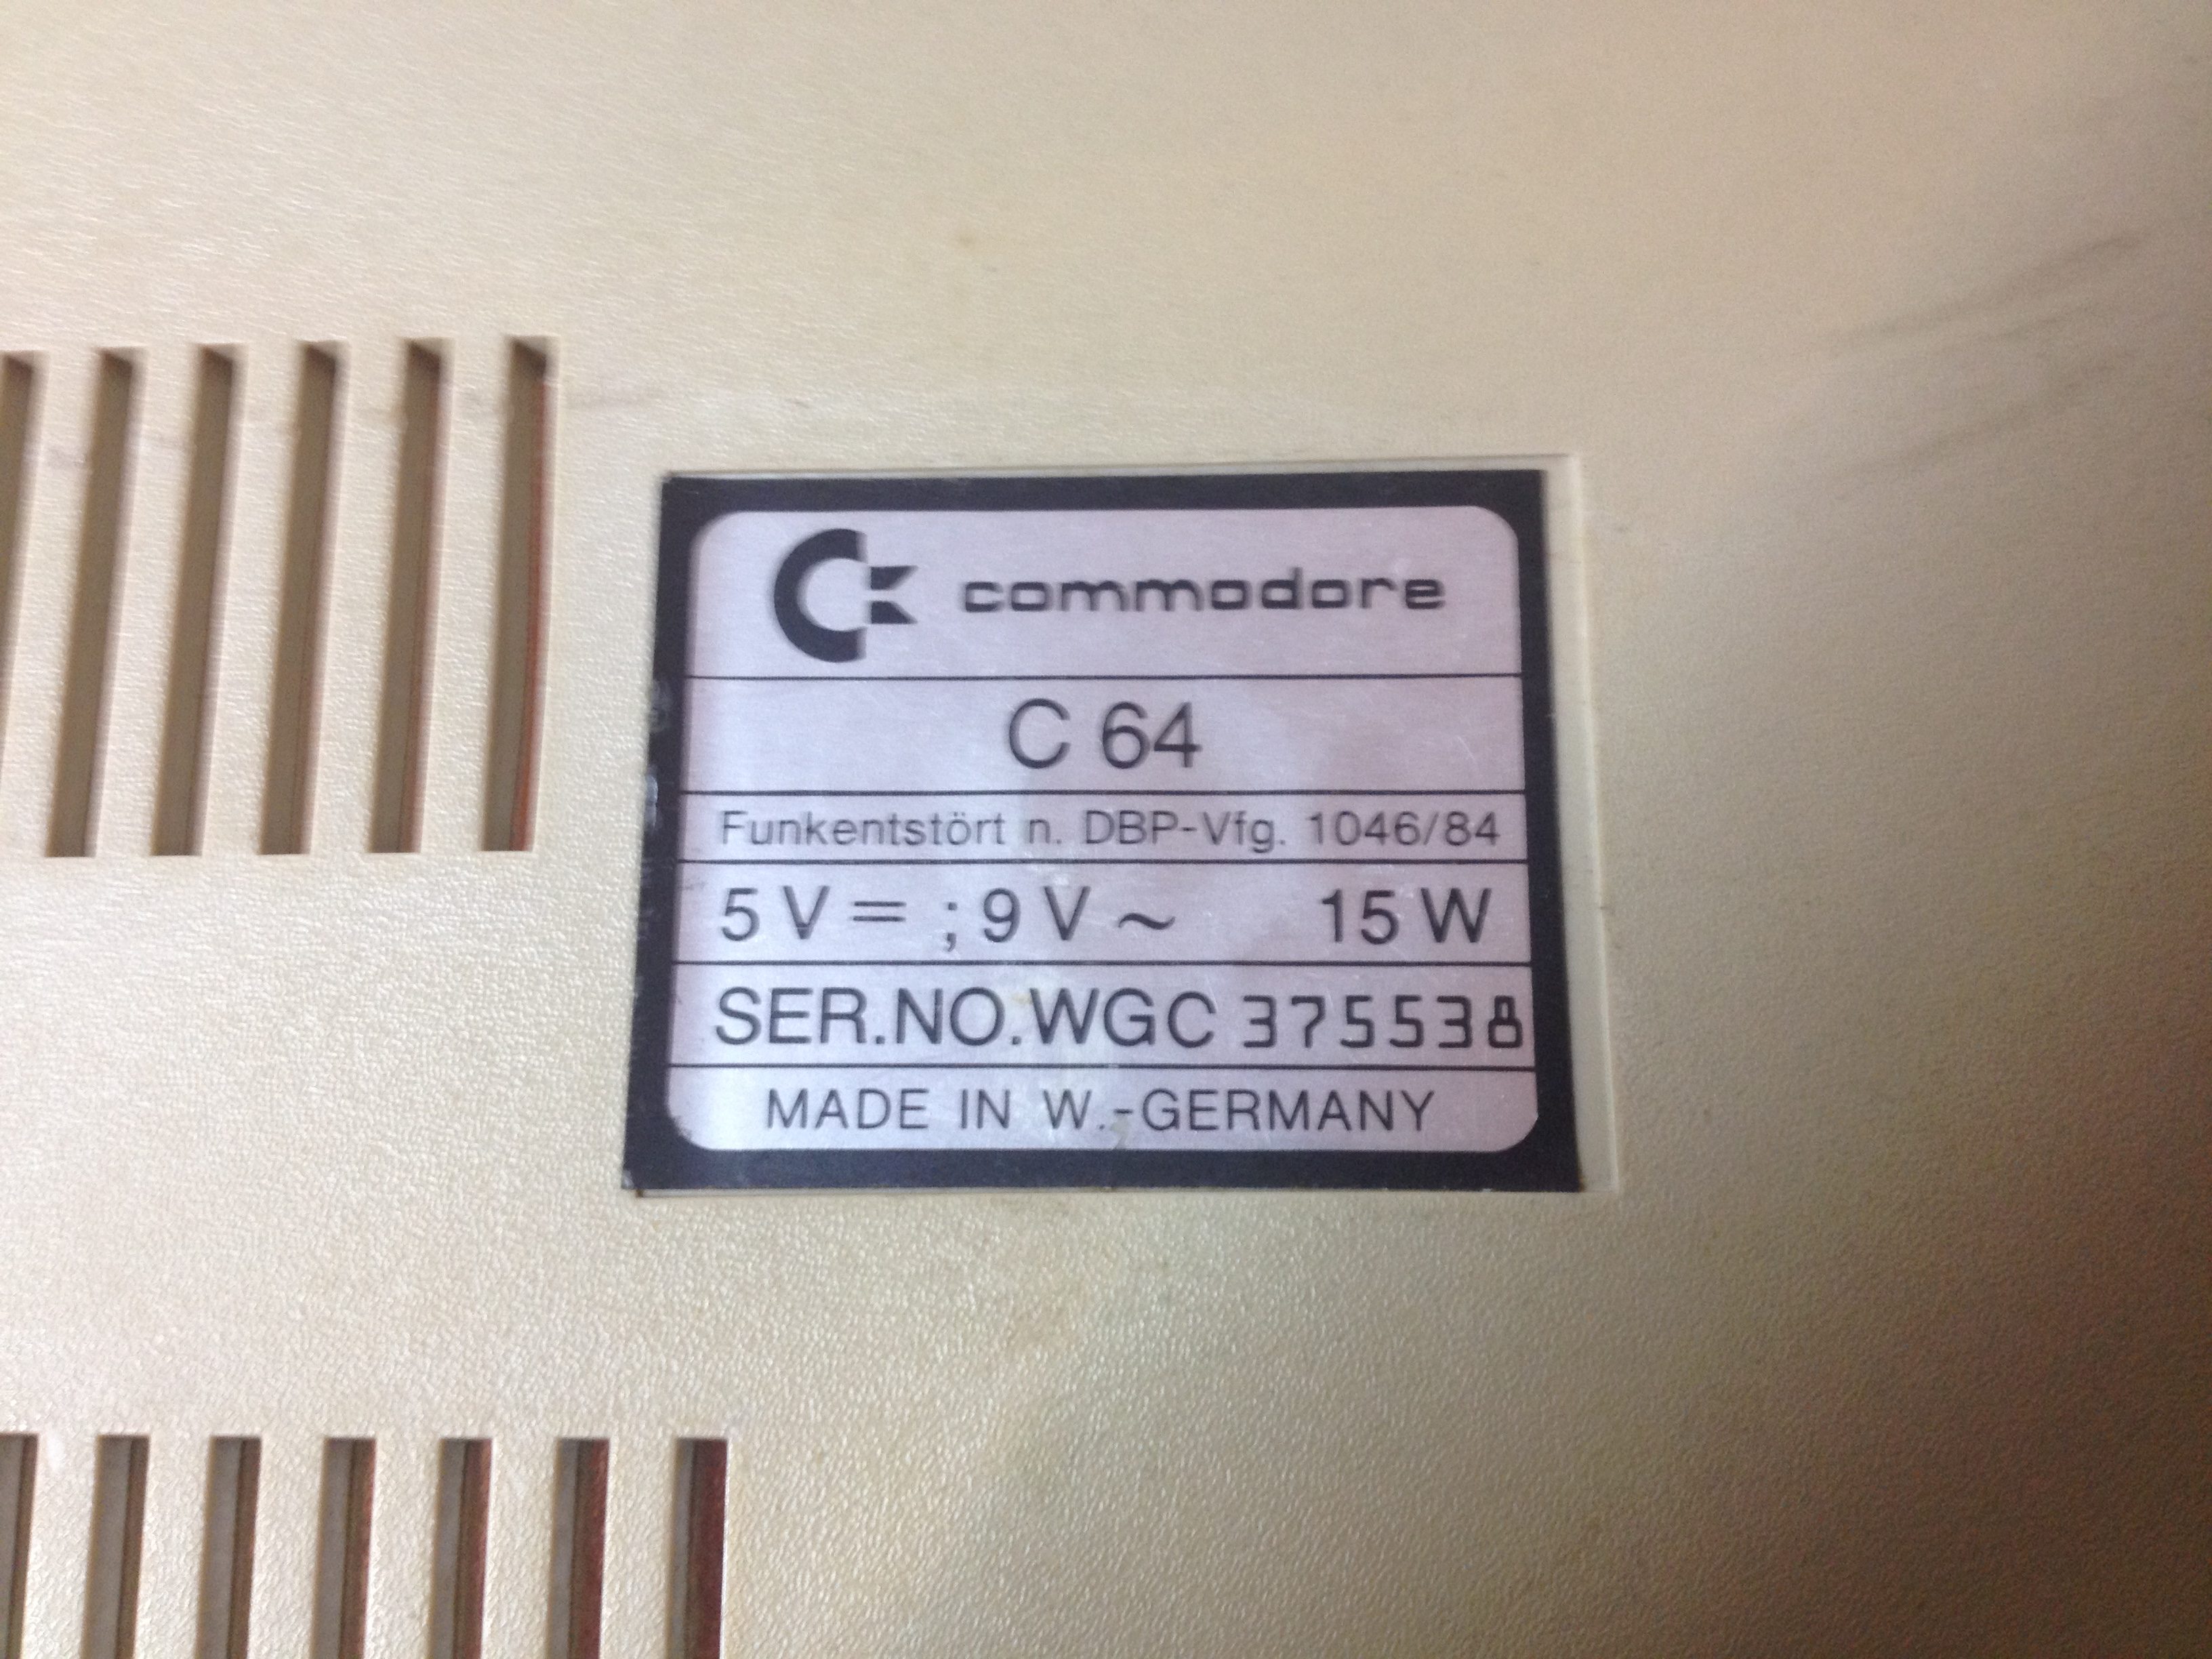 commodore
C 64
Funkentstört n. DBP-Vfg. 1046/84
5 V = ; 9 V ~ 15 W
SER.NO.WGC 375538
MADE IN W.-GERMANY